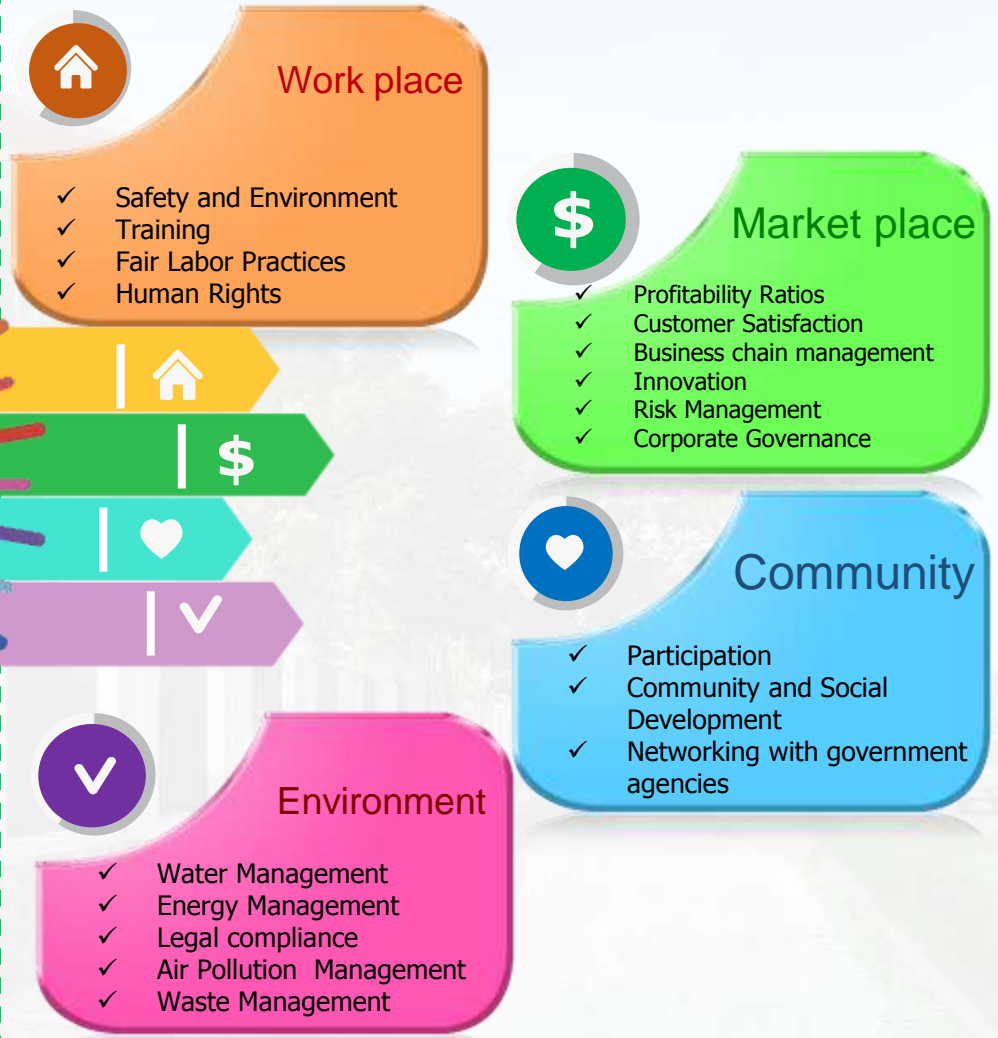 Work place
✓ Safety and Environment
✓ Training
✓ Fair Labor Practices
✓ Human Rights
$
Market place
✓ Profitability Ratios
✓ Customer Satisfaction
✓ Business chain management
✓ Innovation
✓ Risk Management
✓ Corporate Governance
$
Community
✓ Participation
✓ Community and Social
Development
✓ Networking with government
agencies
Environment
✓ Water Management
✓ Energy Management
✓ Legal compliance
✓ Air Pollution  Management
✓ Waste Management